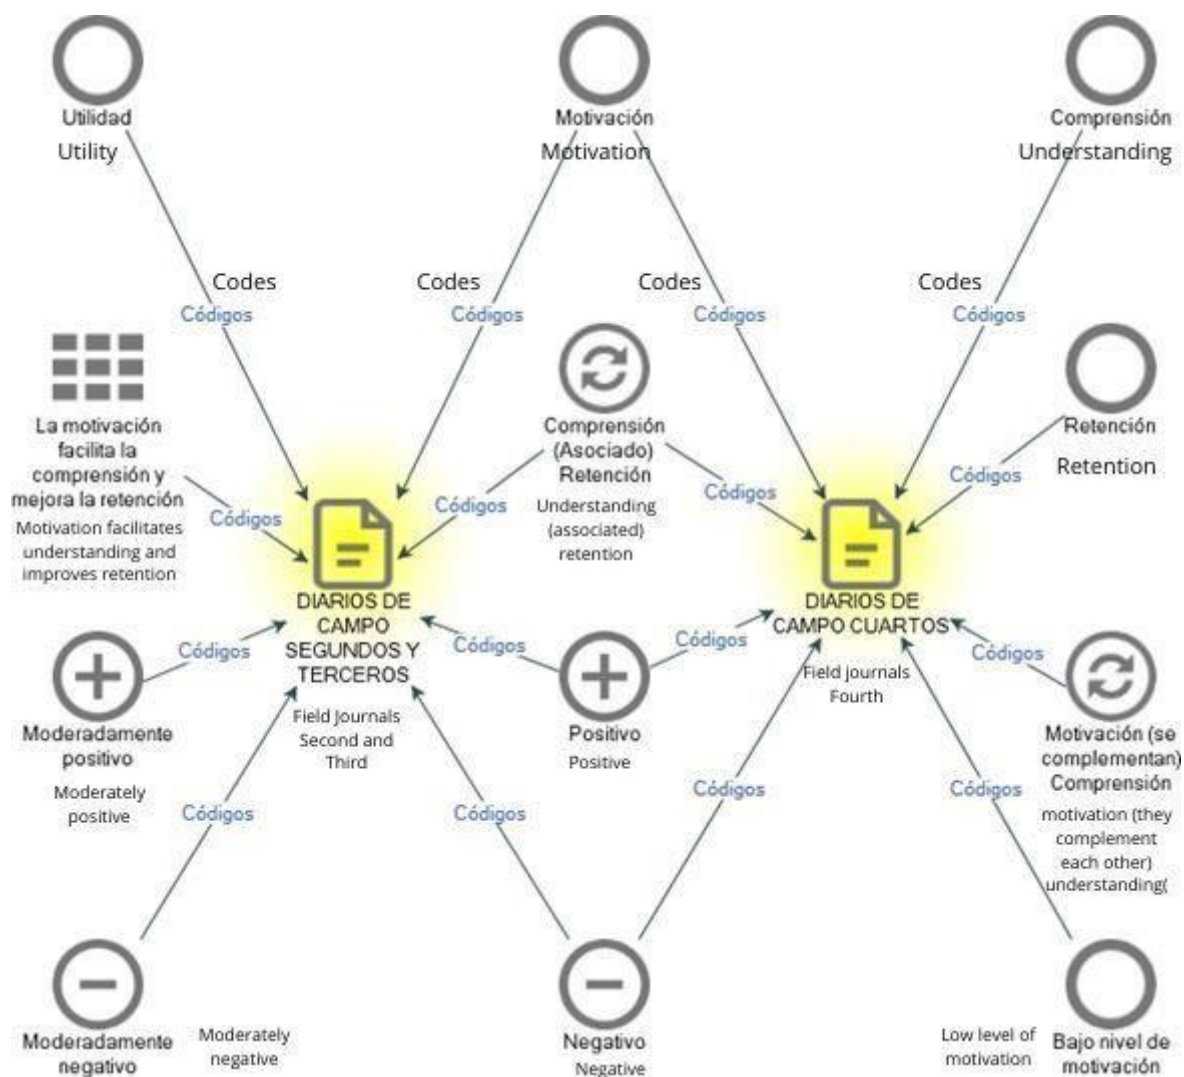 Utilidad
Utility
Motivación
Motivation
Comprensión
Understanding
Codes
Códigos
Codes
Códigos
Codes
Códigos
Codes
Códigos
La motivación
facilita la
comprensión y
mejora la retención
Motivation facilitates
understanding and
improves retention
Códigos
Comprensión
(Asociado)
Retención
Understanding
(associated)
retention
Códigos
Códigos
Retención
Retention
Códigos
DIARIOS DE
CAMPO
SEGUNDOS Y
TERCEROS
Field Journals
Second and
Third
DIARIOS DE
CAMPO CUARTOS
Field journals
Fourth
Códigos
Moderadamente
positivo
Moderately
positive
Códigos
Códigos
Positivo
Positive
Códigos
Motivación (se
complementan)
Comprensión
motivation (they
complement
each other)
understanding(
Códigos
Códigos
Códigos
Códigos
Moderadamente
negativo
Moderately
negative
Negativo
Negative
Low level of
motivation
Bajo nivel de
motivación